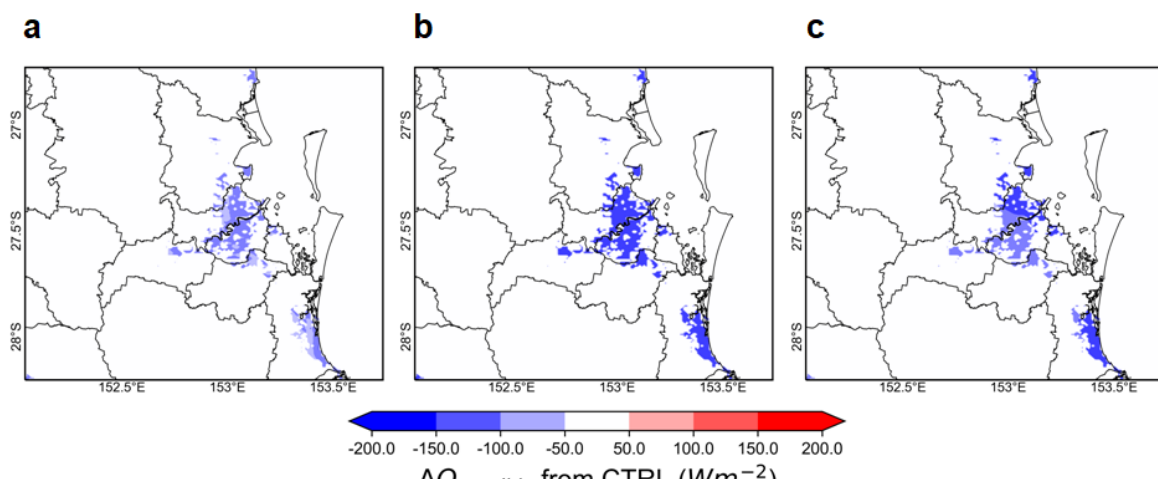 a b c
27°S 27°S 27°S
27.5°S 27.5°S 27.5°S
28°S 28°S 28°S
152.5°E 153°E 153.5°E 152.5°E 153°E 153.5°E 152.5°E 153°E 153.5°E
-200.0 -150.0 -100.0 -50.0 50.0 100.0 150.0 200.0
from CTRL (Wm⁻²)